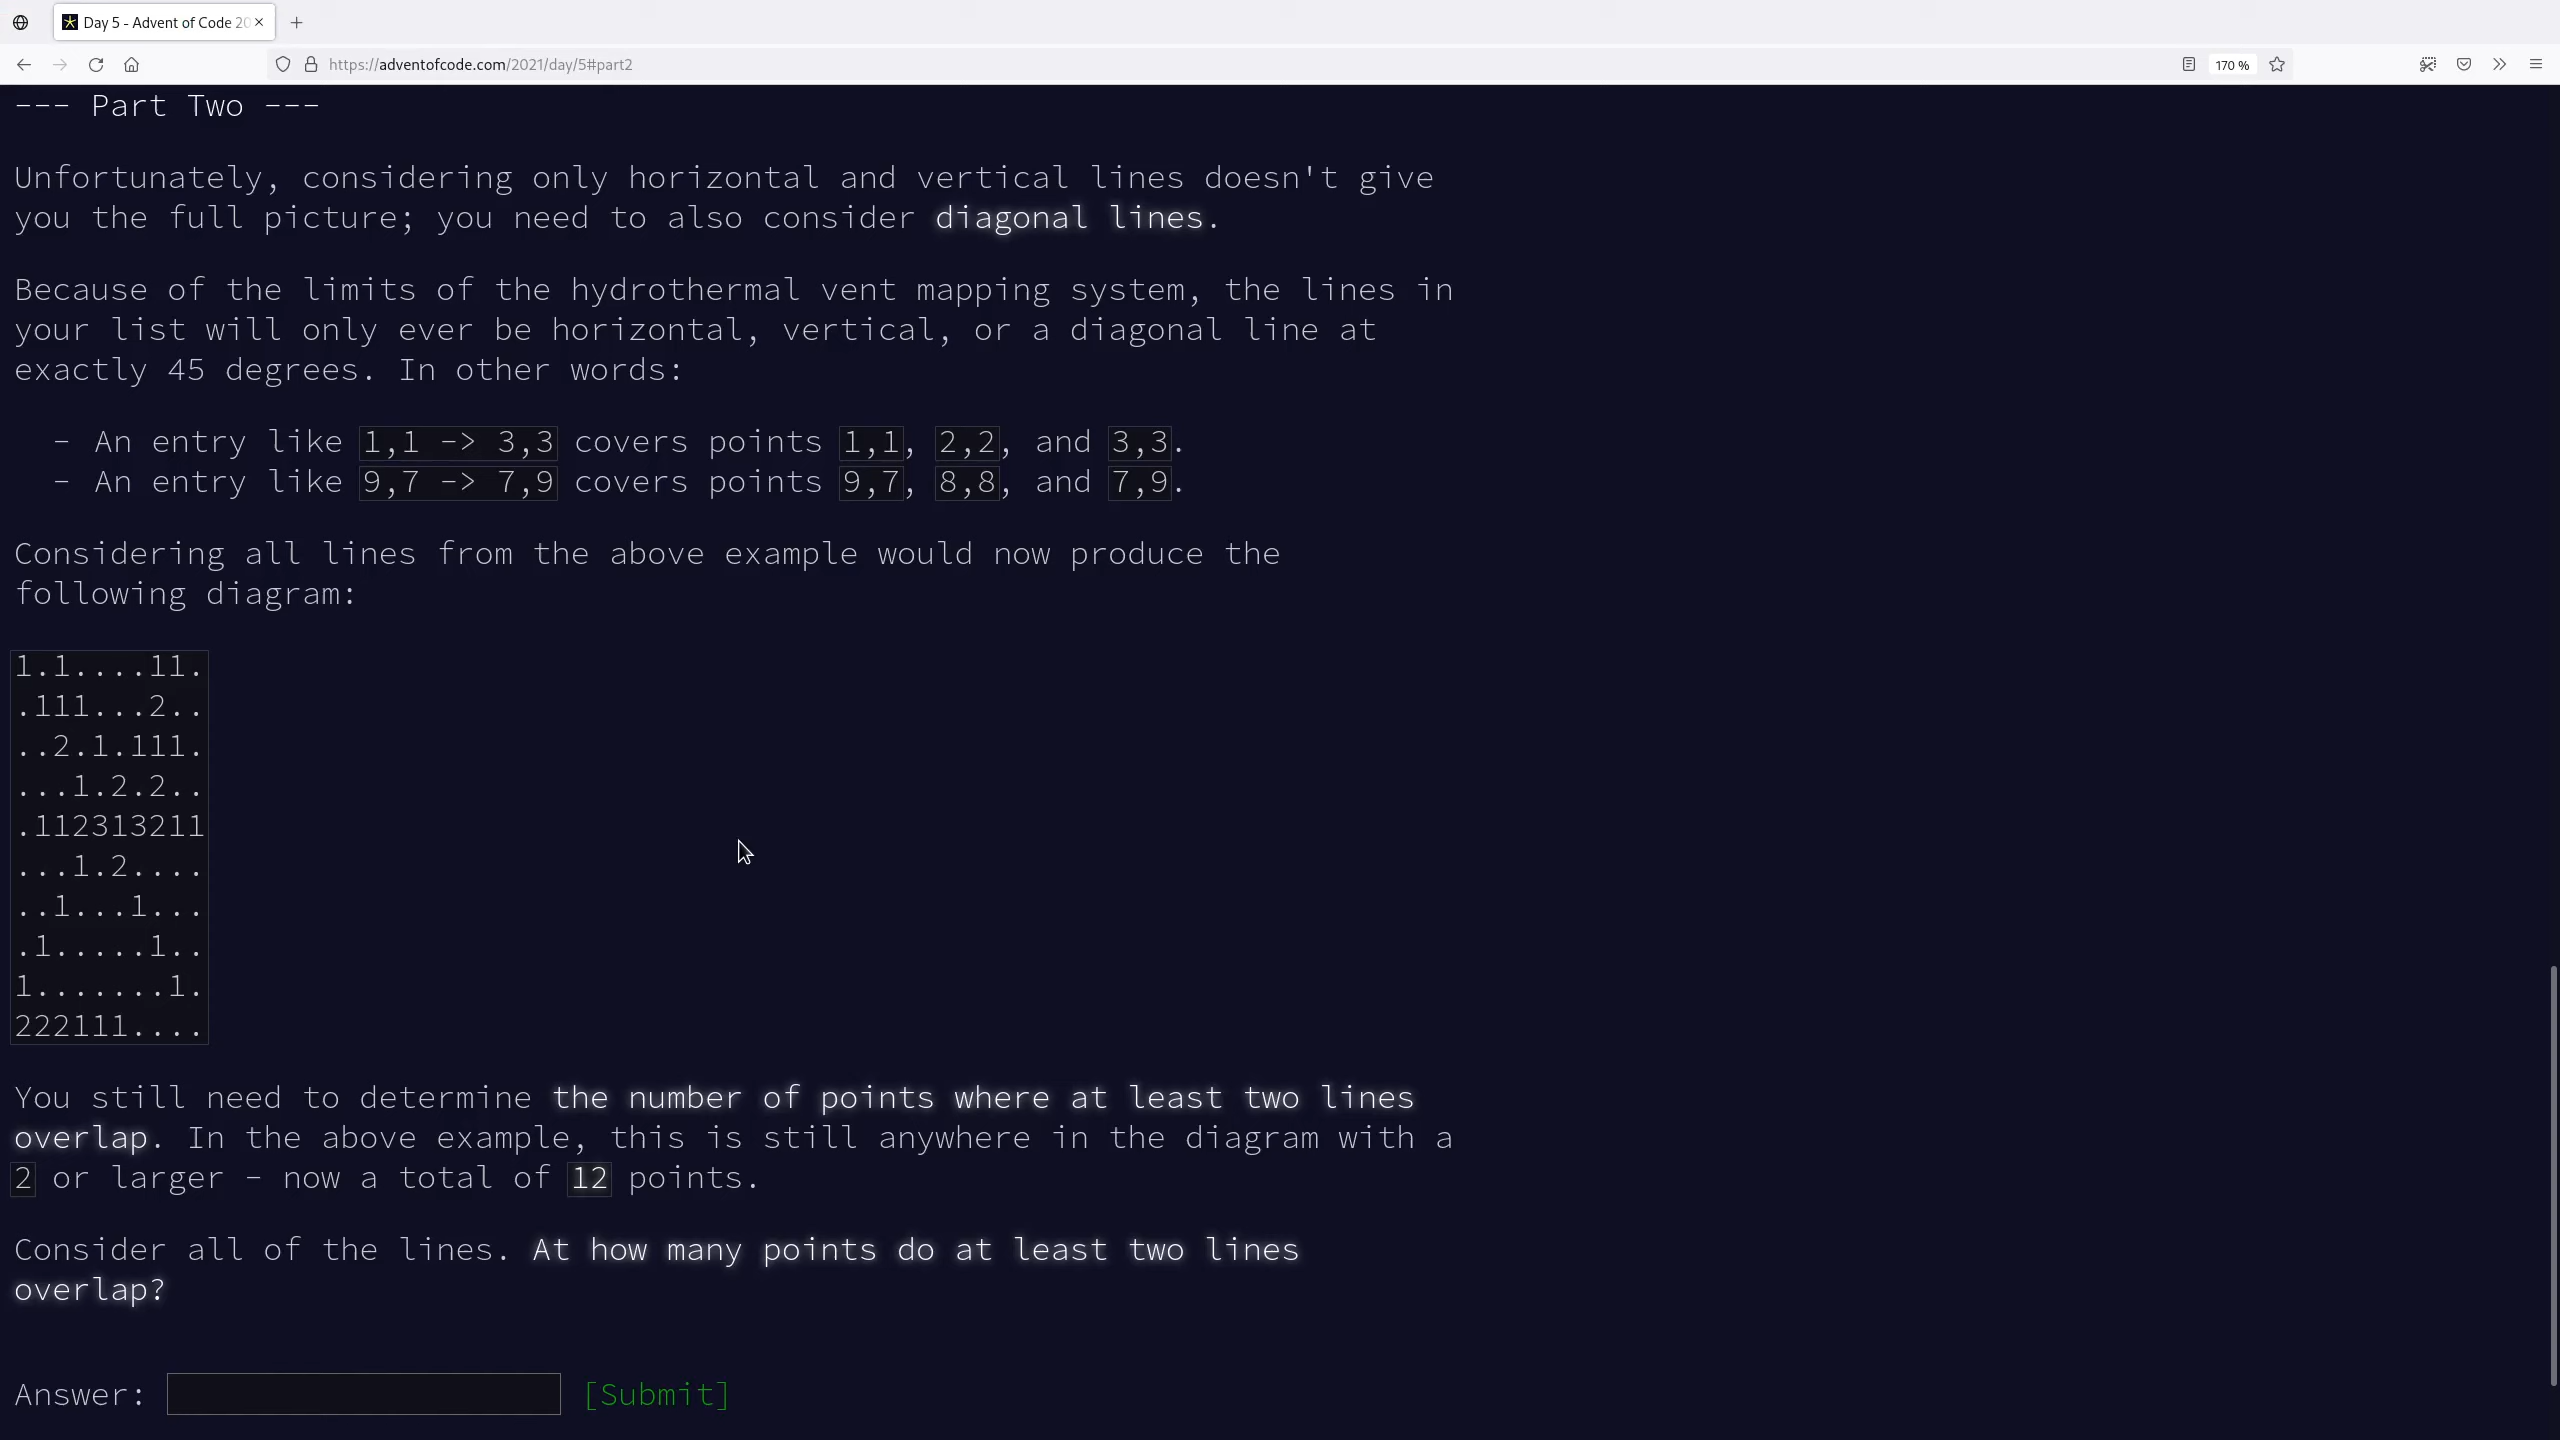 Day 5 - Advent of Code 20
https://adventofcode.com/2021/day/5#part2
170 %
--- Part Two ---
Unfortunately, considering only horizontal and vertical lines doesn't give
you the full picture; you need to also consider diagonal lines.
Because of the limits of the hydrothermal vent mapping system, the lines in
your list will only ever be horizontal, vertical, or a diagonal line at
exactly 45 degrees. In other words:
- An entry like 1,1 -> 3,3 covers points 1,1, 2,2, and 3,3.
- An entry like 9,7 -> 7,9 covers points 9,7, 8,8, and 7,9.
Considering all lines from the above example would now produce the
following diagram:
1.1....11.
.111...2..
..2.1.111.
...1.2.2..
.112313211
...1.2....
..1...1...
.1.....1..
1.......1.
222111....
You still need to determine the number of points where at least two lines
overlap. In the above example, this is still anywhere in the diagram with a
2 or larger - now a total of 12 points.
Consider all of the lines. At how many points do at least two lines
overlap?
Answer: [Submit]